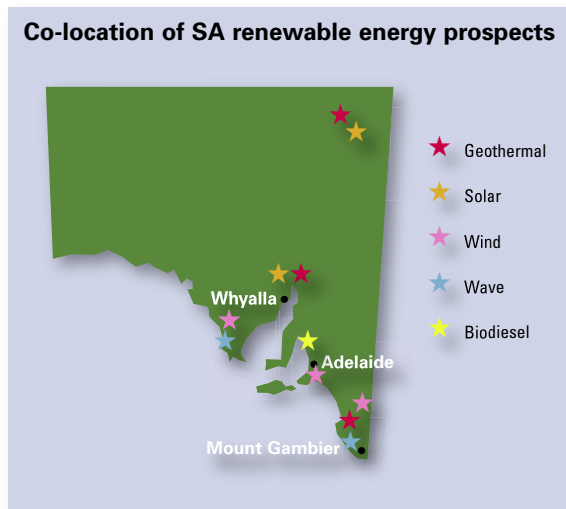 Co-location of SA renewable energy prospects
Geothermal
Solar
Wind
Wave
Biodiesel
Whyalla
Adelaide
Mount Gambier